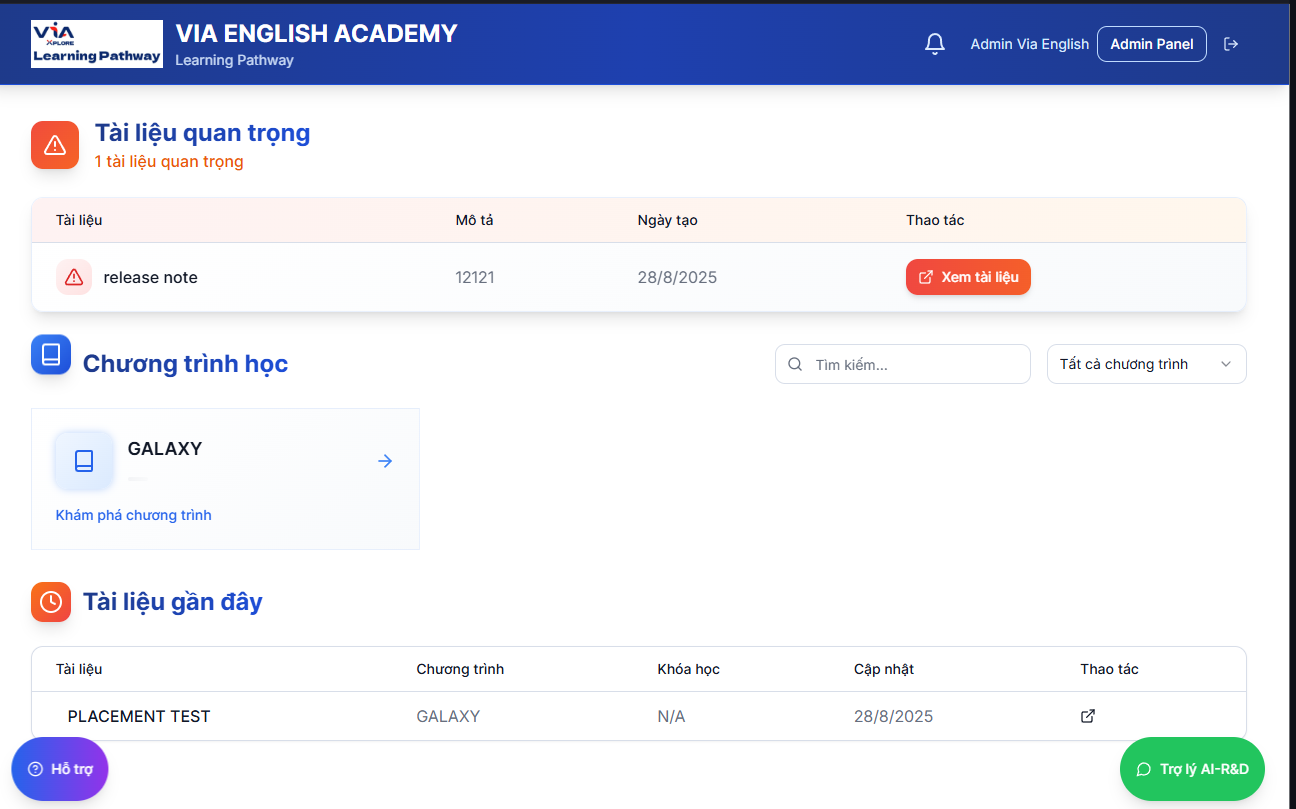 VIA
XPLORE
Learning Pathway
VIA ENGLISH ACADEMY
Learning Pathway
Admin Via English
Admin Panel
Tài liệu quan trọng
1 tài liệu quan trọng
Tài liệu Mô tả Ngày tạo Thao tác
release note 12121 28/8/2025 Xem tài liệu
Chương trình học
Tìm kiếm...
Tất cả chương trình
GALAXY
Khám phá chương trình
Tài liệu gần đây
Tài liệu Chương trình Khóa học Cập nhật Thao tác
PLACEMENT TEST GALAXY N/A 28/8/2025
Hỗ trợ
Trợ lý AI-R&D